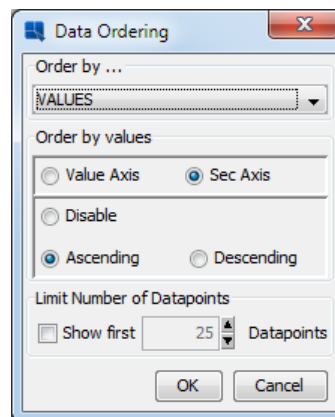 Data Ordering
Order by ...
VALUES
Order by values
Value Axis Sec Axis
Disable
Ascending Descending
Limit Number of Datapoints
Show first 25 Datapoints
OK Cancel